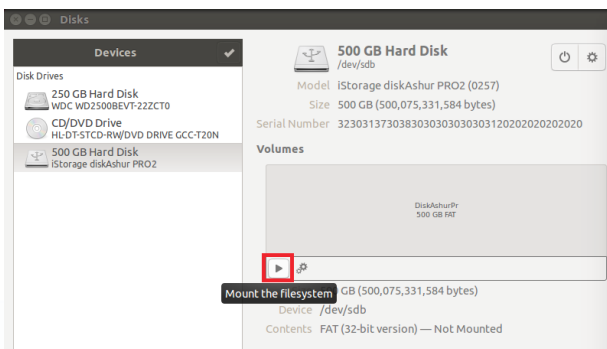 Disks
Devices
Disk Drives
250 GB Hard Disk
WDC WD2500BEVT-22ZCT0
CD/DVD Drive
HL-DT-STCD-RW/DVD DRIVE GCC-T20N
500 GB Hard Disk
iStorage diskAshur PRO2
500 GB Hard Disk
/dev/sdb
Model iStorage diskAshur PRO2 (0257)
Size 500 GB (500,075,331,584 bytes)
Serial Number 32303137303830303030303031202020202020
Volumes
DiskAshurPr
500 GB FAT
Mount the filesystem
GB (500,075,331,584 bytes)
Device /dev/sdb
Contents FAT (32-bit version) — Not Mounted